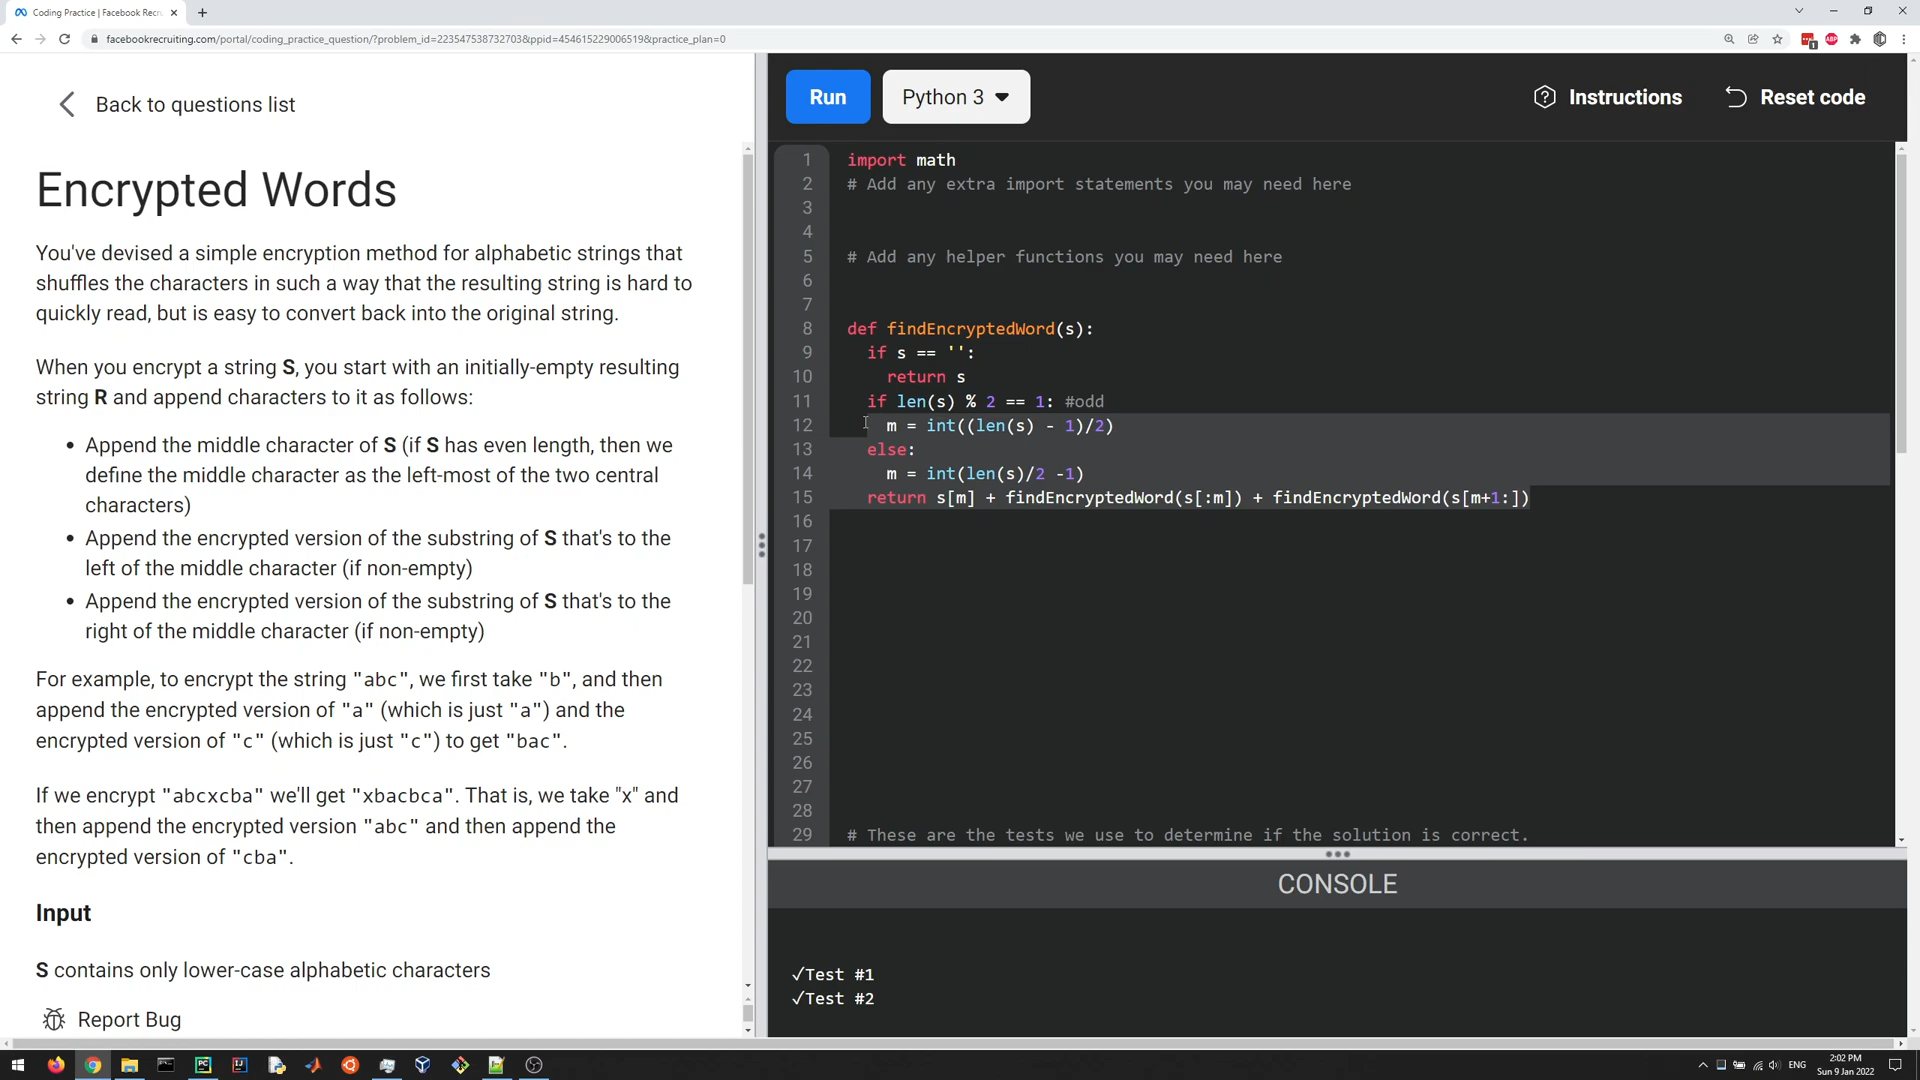 Coding Practice | Facebook Recru
facebookrecruiting.com/portal/coding_practice_question/?problem_id=223547538732703&ppid=454615229006519&practice_plan=0
1
ABP
Back to questions list
Run
Python 3
Instructions
Reset code
Encrypted Words
You've devised a simple encryption method for alphabetic strings that
shuffles the characters in such a way that the resulting string is hard to
quickly read, but is easy to convert back into the original string.
When you encrypt a string S, you start with an initially-empty resulting
string R and append characters to it as follows:
• Append the middle character of S (if S has even length, then we
define the middle character as the left-most of the two central
characters)
• Append the encrypted version of the substring of S that's to the
left of the middle character (if non-empty)
• Append the encrypted version of the substring of S that's to the
right of the middle character (if non-empty)
For example, to encrypt the string "abc", we first take "b", and then
append the encrypted version of "a" (which is just "a") and the
encrypted version of "c" (which is just "c") to get "bac".
If we encrypt "abcxcba" we'll get "xbacbca". That is, we take "x" and
then append the encrypted version "abc" and then append the
encrypted version of "cba".
Input
S contains only lower-case alphabetic characters
Report Bug
1 import math
2 # Add any extra import statements you may need here
3
4
5 # Add any helper functions you may need here
6
7
8 def findEncryptedWord(s):
9   if s == '':
10     return s
11   if len(s) % 2 == 1: #odd
12     m = int((len(s) - 1)/2)
13   else:
14     m = int(len(s)/2 -1)
15   return s[m] + findEncryptedWord(s[:m]) + findEncryptedWord(s[m+1:])
16
17
18
19
20
21
22
23
24
25
26
27
28
29 # These are the tests we use to determine if the solution is correct.
CONSOLE
✓Test #1
✓Test #2
ENG
2:02 PM
Sun 9 Jan 2022